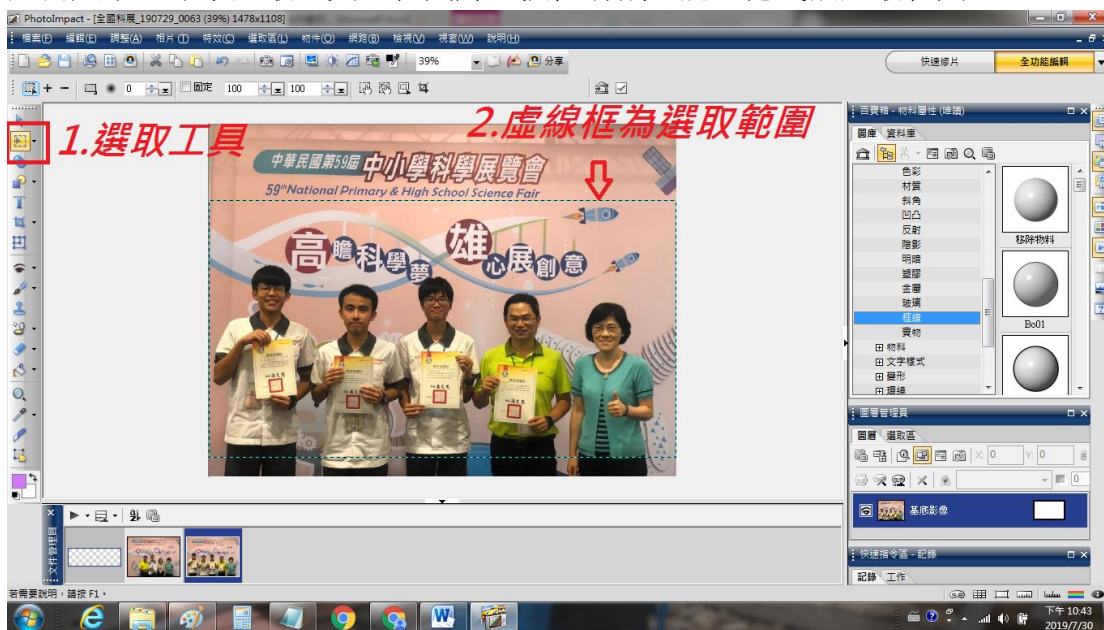 PhotoImpact - [全國科展_190729_0063 (39%) 1478x1108]
檔案(F) 編輯(E) 調整(A) 相片(I) 特效(C) 選取區(L) 物件(O) 網路(B) 檢視(V) 視窗(W) 說明(H)
39%
分享
快速修片
全功能編輯
0
固定
100
100
1.選取工具
2.虛線框為選取範圍
中華民國第59屆 中小學科學展覽會
59th National Primary & High School Science Fair
高瞻科學夢
雄心展創意
百寶箱 - 物料屬性 (唯讀)
圖庫 資料庫
色彩
材質
斜角
凹凸
反射
陰影
明暗
塑膠
金屬
玻璃
框線
實物
物料
文字樣式
變形
環繞
移除物料
Bo01
圖層管理員
圖層 選取區
X: 0 Y: 0
0
基底影像
快速指令區 - 記錄
記錄 工作
文件管理員
若需要說明，請按 F1。
下午 10:43
2019/7/30